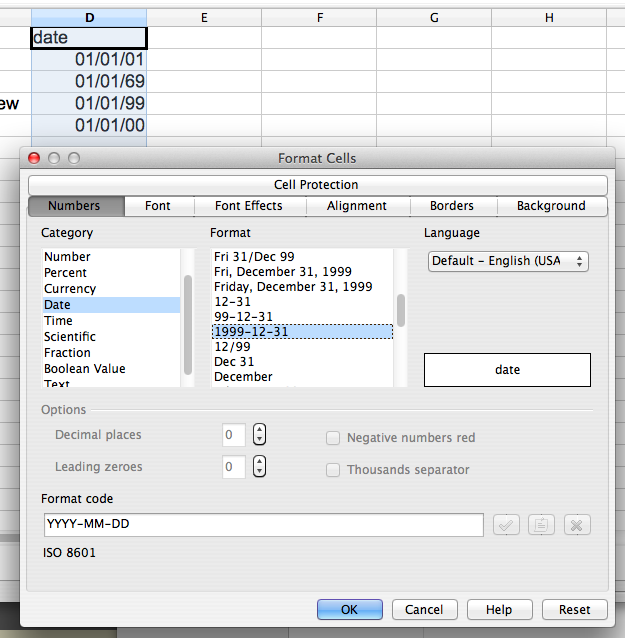 D E F G H
date
01/01/01
01/01/69
ew 01/01/99
01/01/00
Format Cells
Cell Protection
Numbers Font Font Effects Alignment Borders Background
Category Format Language
Number Fri 31/Dec 99 Default - English (USA
Percent Fri, December 31, 1999
Currency Friday, December 31, 1999
Date 12-31
Time 99-12-31
Scientific 1999-12-31
Fraction 12/99
Boolean Value Dec 31
Text December
date
Options
Decimal places 0 Negative numbers red
Leading zeroes 0 Thousands separator
Format code
YYYY-MM-DD
ISO 8601
OK Cancel Help Reset